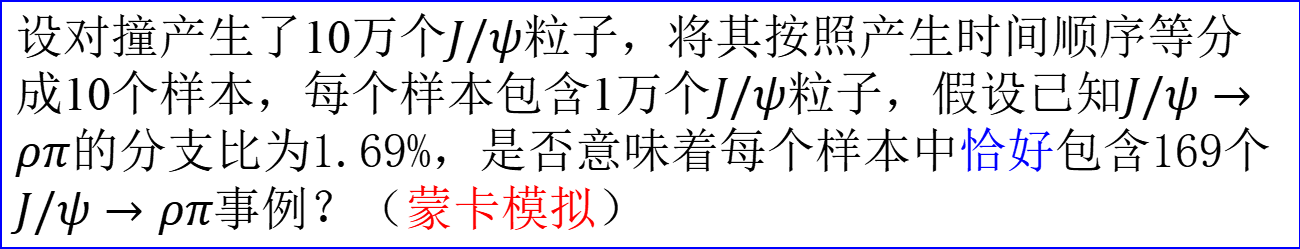 设对撞产生了10万个J/ψ粒子，将其按照产生时间顺序等分
成10个样本，每个样本包含1万个J/ψ粒子，假设已知J/ψ →
ρπ的分支比为1.69%，是否意味着每个样本中恰好包含169个
J/ψ → ρπ事例？（蒙卡模拟）